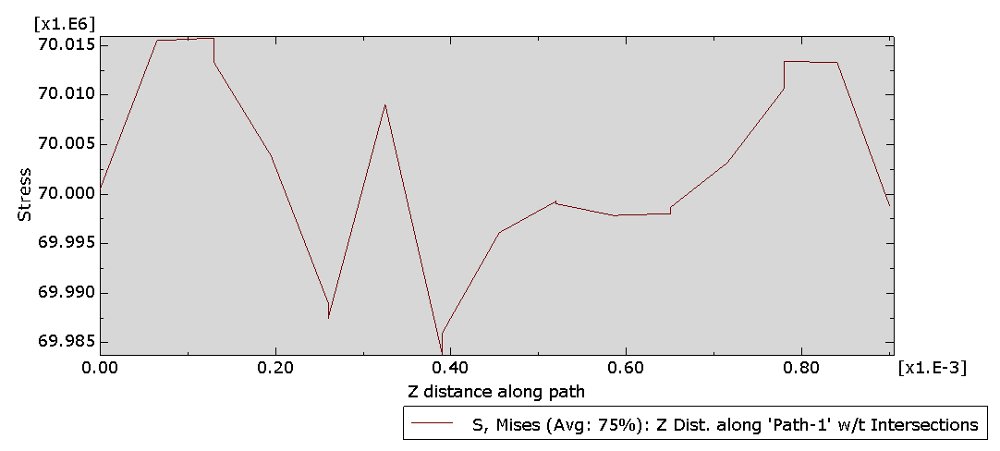 [x1.E6]
70.015
70.010
70.005
70.000
69.995
69.990
69.985
Stress
0.00 0.20 0.40 0.60 0.80 [x1.E-3]
Z distance along path
S, Mises (Avg: 75%): Z Dist. along 'Path-1' w/t Intersections